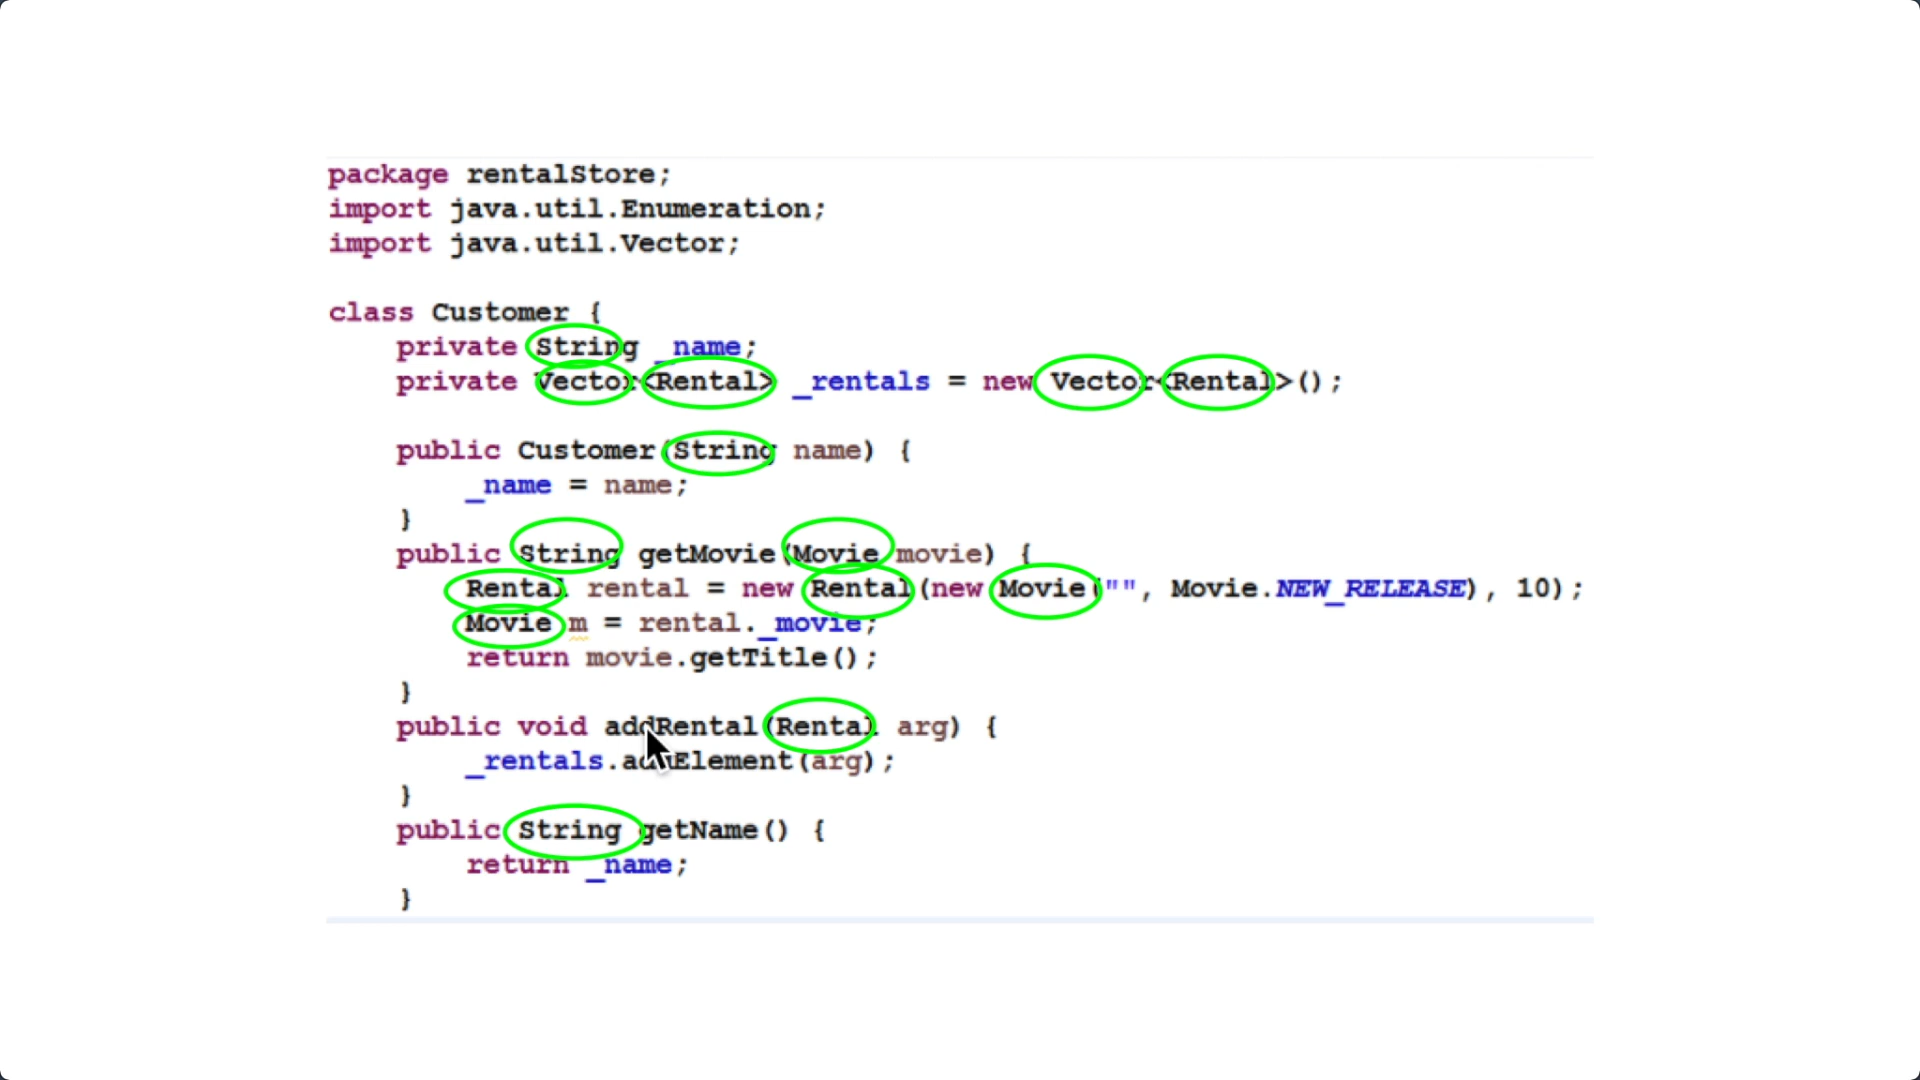 package rentalStore;
import java.util.Enumeration;
import java.util.Vector;
class Customer {
private String _name;
private Vector<Rental> _rentals = new Vector<Rental>();
public Customer(String name) {
_name = name;
}
public String getMovie(Movie movie) {
Rental rental = new Rental(new Movie("", Movie.NEW_RELEASE), 10);
Movie m = rental._movie;
return movie.getTitle();
}
public void addRental(Rental arg) {
_rentals.addElement(arg);
}
public String getName() {
return _name;
}